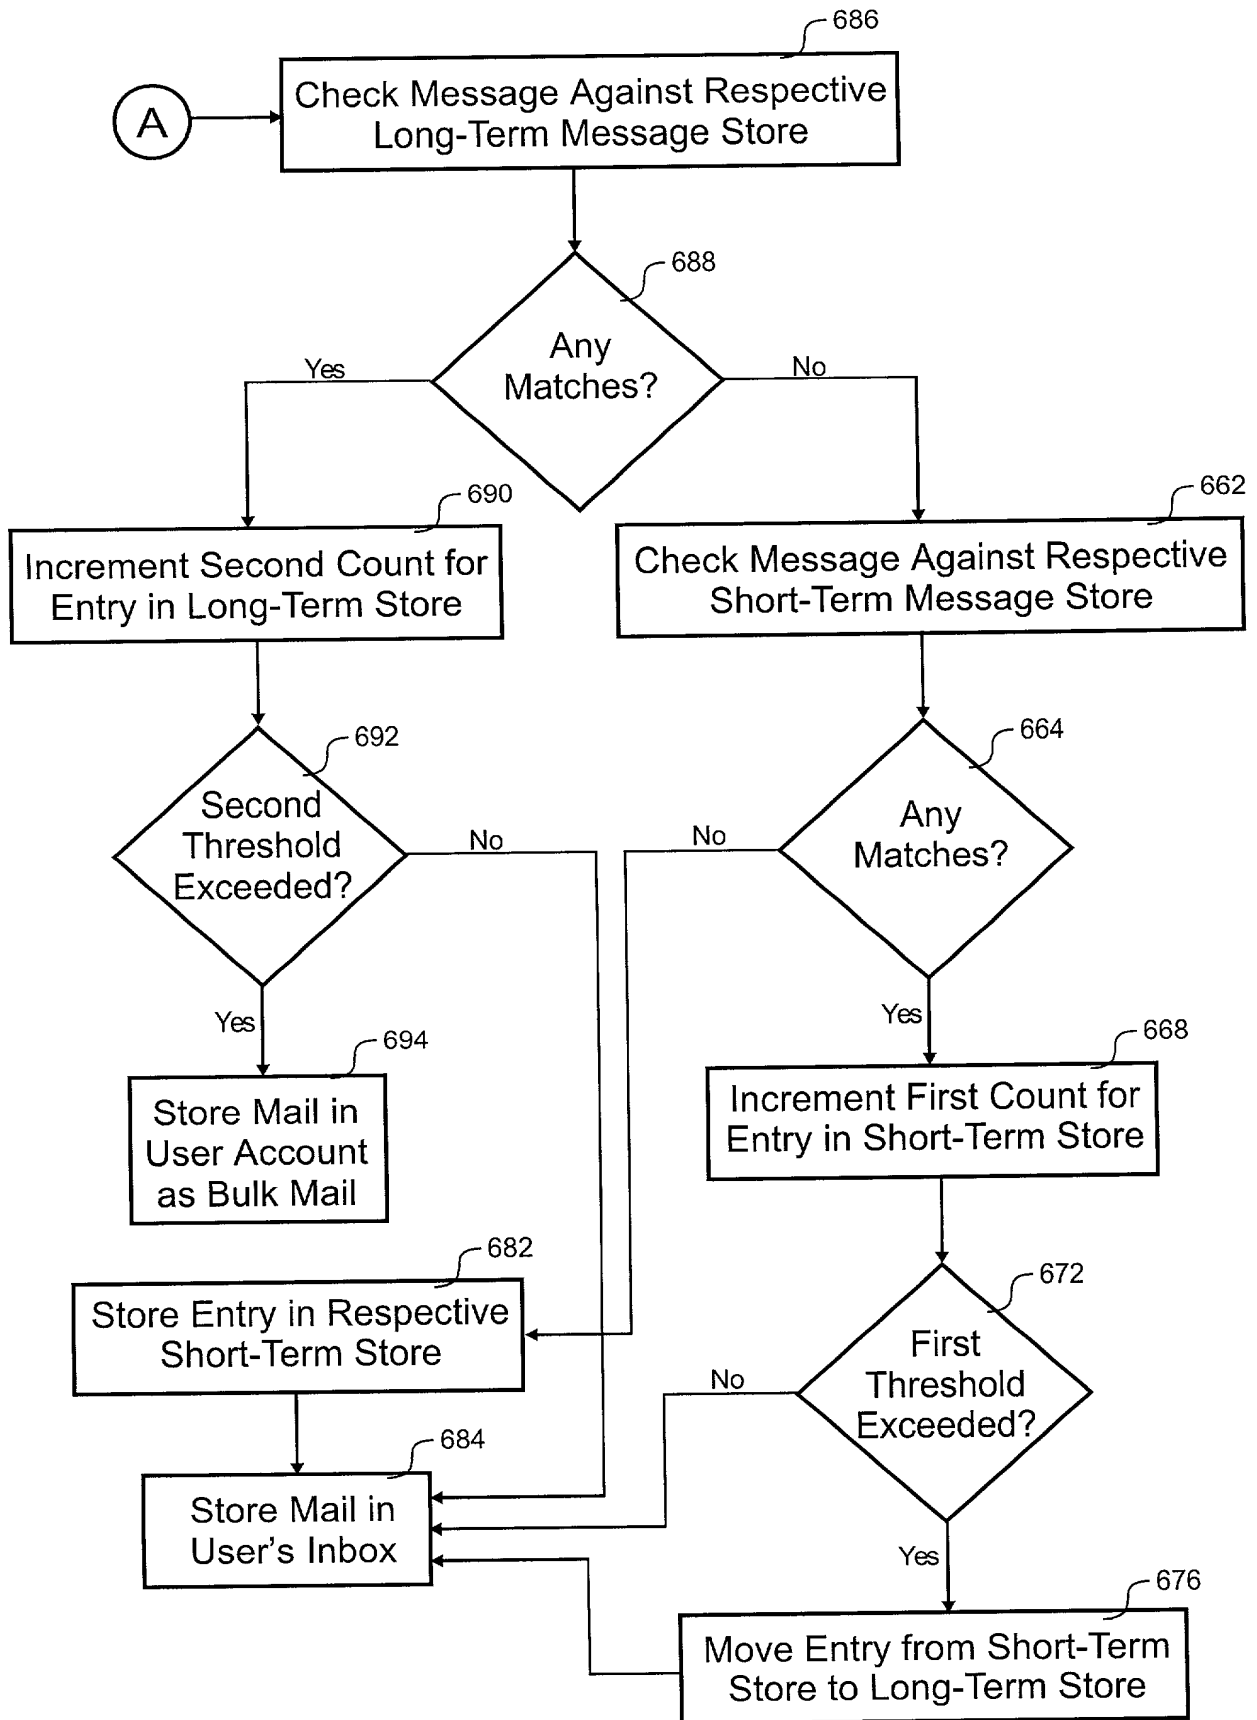 686
A
Check Message Against Respective
Long-Term Message Store
688
Any
Matches?
Yes
No
690
Increment Second Count for
Entry in Long-Term Store
662
Check Message Against Respective
Short-Term Message Store
692
Second
Threshold
Exceeded?
No
664
Any
Matches?
No
Yes
694
Store Mail in
User Account
as Bulk Mail
Yes
668
Increment First Count for
Entry in Short-Term Store
682
Store Entry in Respective
Short-Term Store
672
First
Threshold
Exceeded?
No
684
Store Mail in
User's Inbox
Yes
676
Move Entry from Short-Term
Store to Long-Term Store